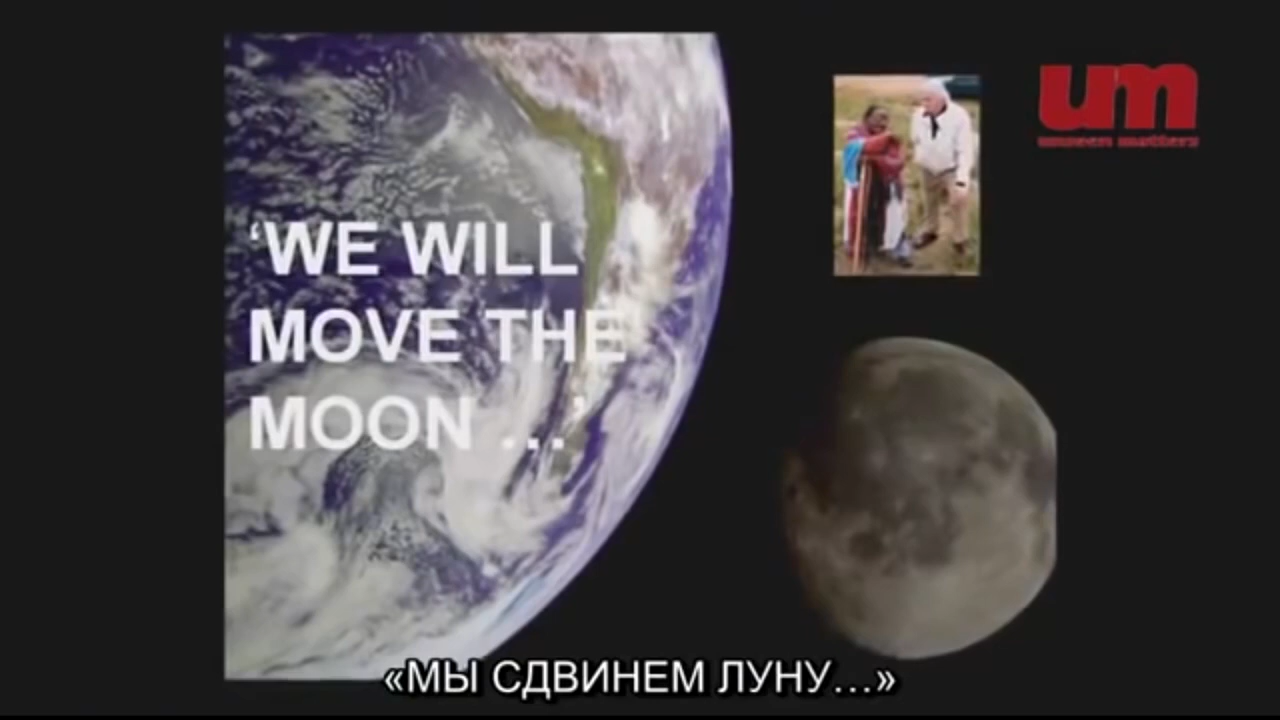 ‘WE WILL
MOVE THE
MOON ...’
um
«МЫ СДВИНЕМ ЛУНУ...»